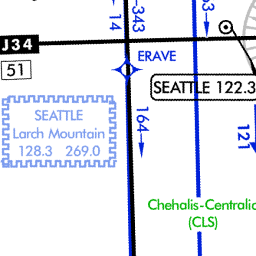 -343
14
J34
51
ERAVE
SEATTLE 122.3
164
121
SEATTLE
Larch Mountain
128.3 269.0
Chehalis-Centralia
(CLS)